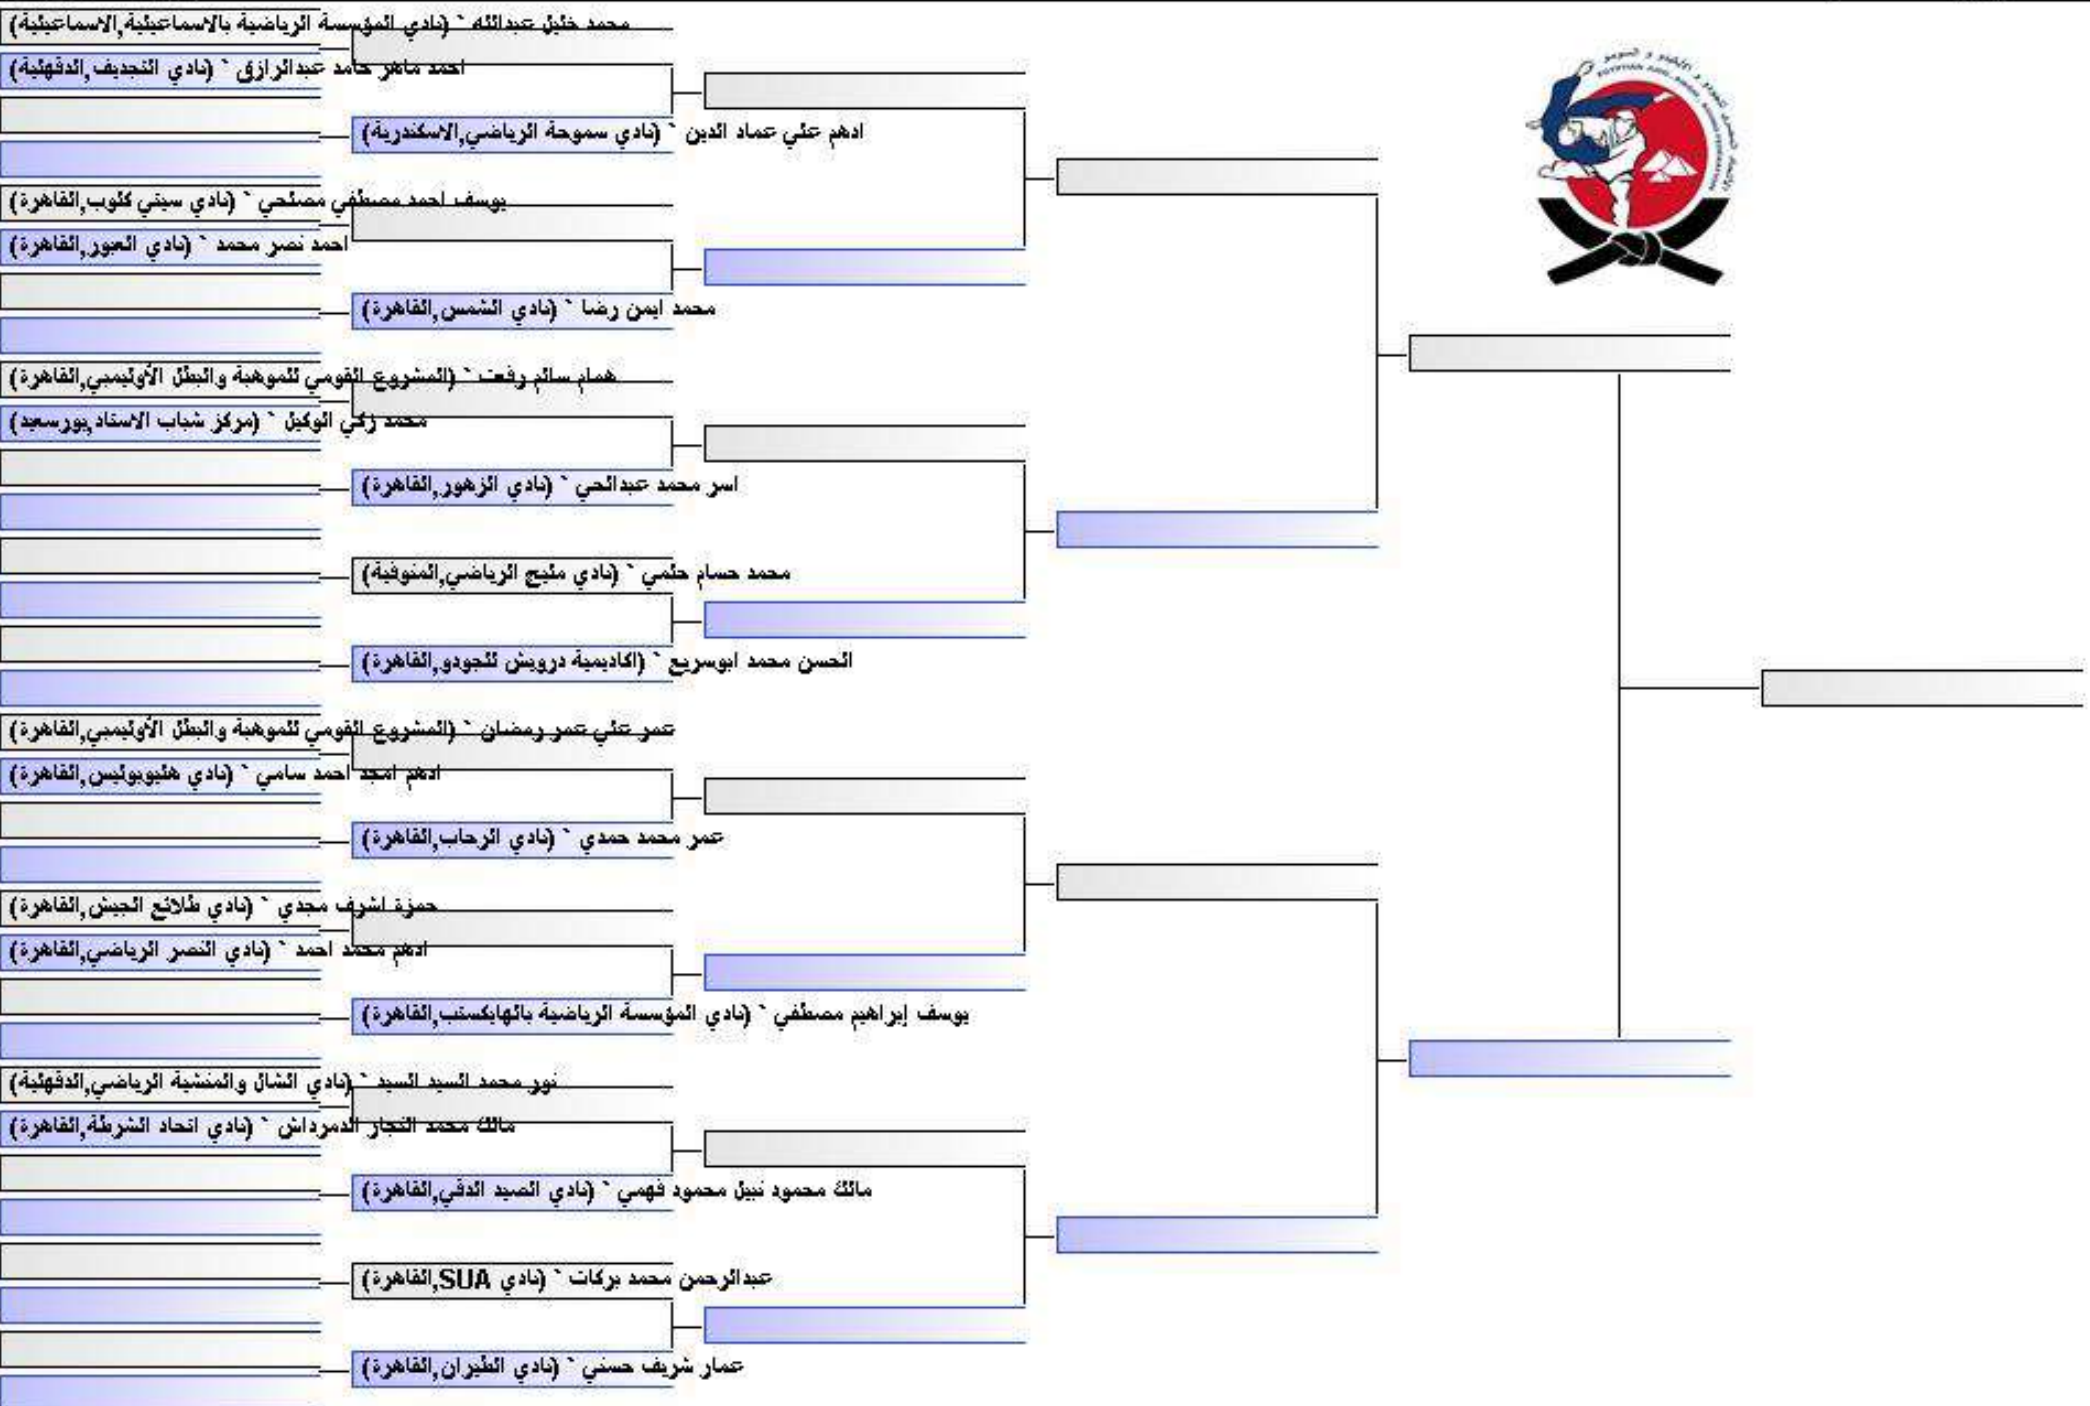 محمد خليل عبدالله ` (نادي المؤسسة الرياضية بالاسماعيلية,الاسماعيلية)
احمد ماهر حامد عبدالرازق ` (نادي التجديف,الدقهلية)
ادهم علي عماد الدين ` (نادي سموحة الرياضي,الاسكندرية)
يوسف احمد مصطفي مصلحي ` (نادي سيتي كلوب,القاهرة)
احمد نصر محمد ` (نادي العبور,القاهرة)
محمد ايمن رضا ` (نادي الشمس,القاهرة)
همام سالم رفعت ` (المشروع القومي للموهبة والبطل الأوليمبي,القاهرة)
محمد زكي الوكيل ` (مركز شباب الاستاد,بورسعيد)
اسر محمد عبدالحي ` (نادي الزهور,القاهرة)
محمد حسام حلمي ` (نادي مليج الرياضي,المنوفية)
الحسن محمد ابوسريع ` (اكاديمية درويش للجودو,القاهرة)
عمر علي عمر رمضان ` (المشروع القومي للموهبة والبطل الأوليمبي,القاهرة)
ادهم امجد احمد سامي ` (نادي هليوبوليس,القاهرة)
عمر محمد حمدي ` (نادي الرحاب,القاهرة)
حمزة اشرف مجدي ` (نادي طلائع الجيش,القاهرة)
ادهم محمد احمد ` (نادي النصر الرياضي,القاهرة)
يوسف إبراهيم مصطفي ` (نادي المؤسسة الرياضية بالهايكستب,القاهرة)
نور محمد السيد السيد ` (نادي الشال والمنشية الرياضي,الدقهلية)
مالك محمد النجار الدمرداش ` (نادي اتحاد الشرطة,القاهرة)
مالك محمود نبيل محمود فهمي ` (نادي الصيد الدقي,القاهرة)
عبدالرحمن محمد بركات ` (نادي SUA,القاهرة)
عمار شريف حسني ` (نادي الطيران,القاهرة)